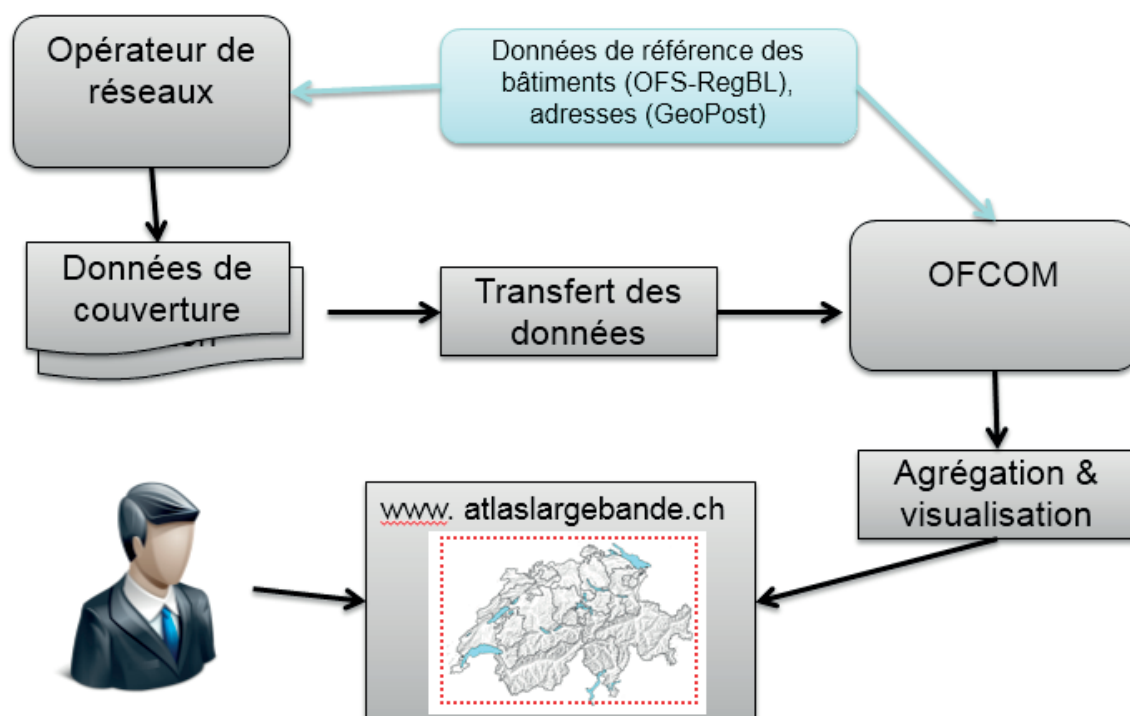 Opérateur de
réseaux
Données de référence des
bâtiments (OFS-RegBL),
adresses (GeoPost)
Données de
couverture
Transfert des
données
OFCOM
Agrégation &
visualisation
www. atlaslargebande.ch